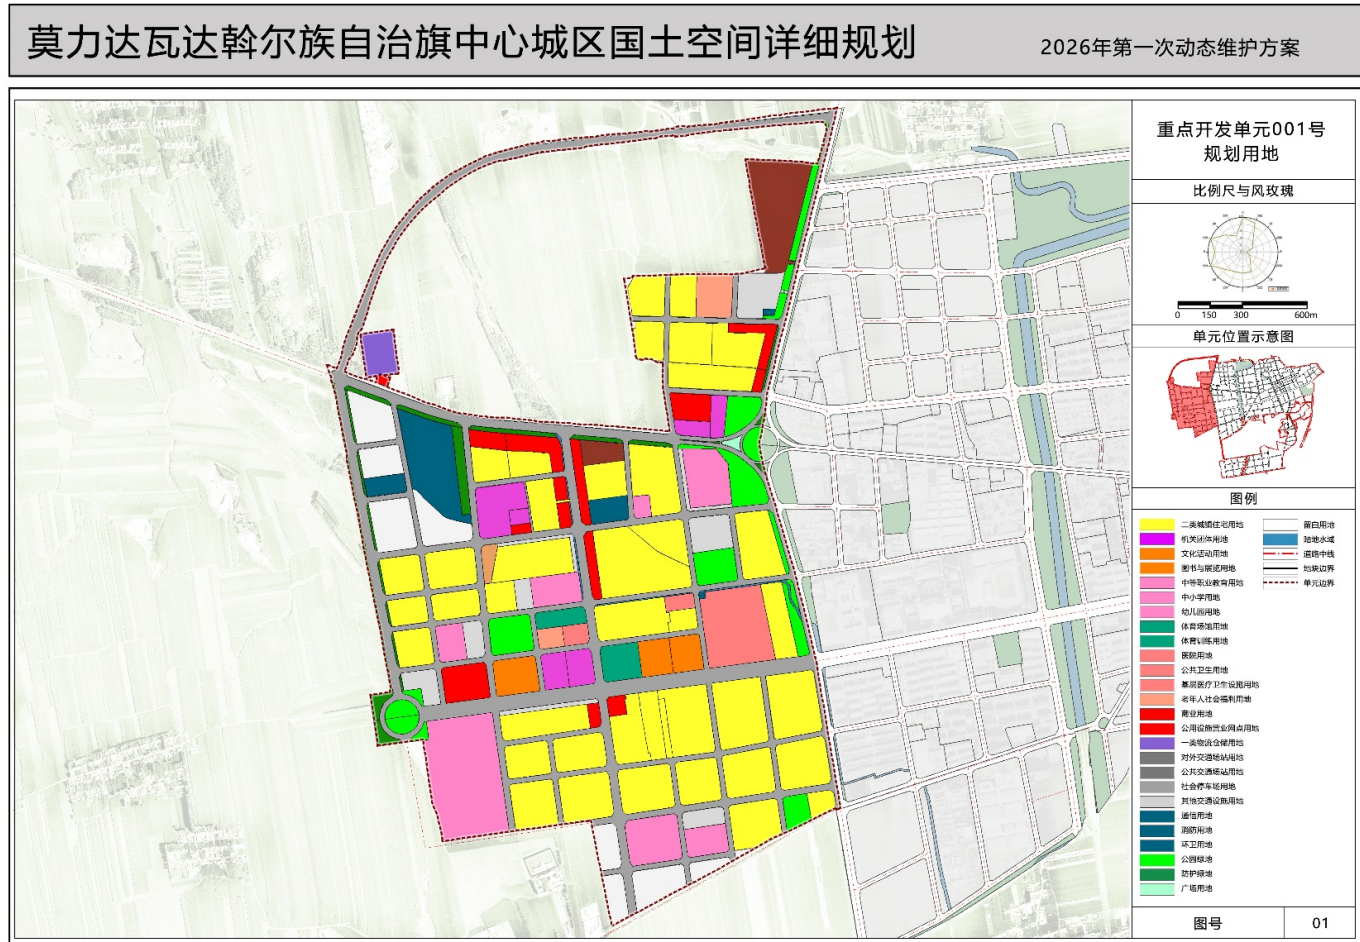 莫力达瓦达斡尔族自治旗中心城区国土空间详细规划
2026年第一次动态维护方案
重点开发单元001号
规划用地
比例尺与风玫瑰
0 150 300 600m
单元位置示意图
图例
二类城镇住宅用地
机关团体用地
文化活动用地
图书与展览用地
中等职业教育用地
中小学用地
幼儿园用地
体育场馆用地
体育训练用地
医院用地
公共卫生用地
基层医疗卫生设施用地
老年人社会福利用地
商业用地
公用设施营业网点用地
一类物流仓储用地
对外交通场站用地
公共交通场站用地
社会停车场用地
其他交通设施用地
通信用地
消防用地
环卫用地
公园绿地
防护绿地
广场用地
留白用地
陆地水域
道路中线
地块边界
单元边界
图号 01